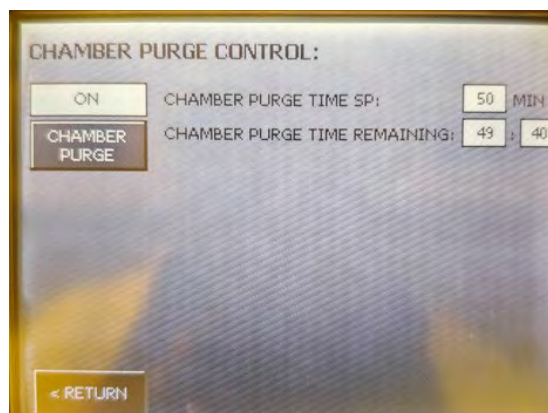 CHAMBER PURGE CONTROL:
ON CHAMBER PURGE TIME SP: 50 MIN
CHAMBER PURGE TIME REMAINING: 49 : 40
CHAMBER
PURGE
< RETURN